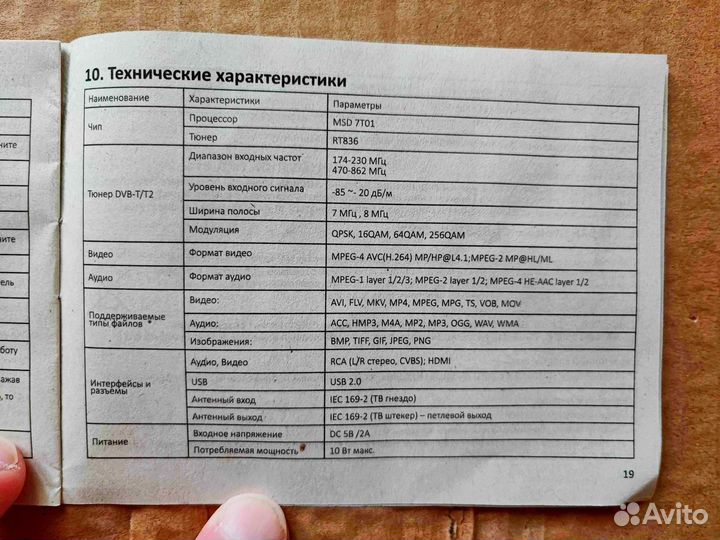 10. Технические характеристики
Наименование Характеристики Параметры
Чип Процессор MSD 7T01
Тюнер RT836
Тюнер DVB-T/T2 Диапазон входных частот 174-230 МГц
470-862 МГц
Уровень входного сигнала -85 ~- 20 дБ/м
Ширина полосы 7 МГц , 8 МГц
Модуляция QPSK, 16QAM, 64QAM, 256QAM
Видео Формат видео MPEG-4 AVC(H.264) MP/HP@L4.1;MPEG-2 MP@HL/ML
Аудио Формат аудио MPEG-1 layer 1/2/3; MPEG-2 layer 1/2; MPEG-4 HE-AAC layer 1/2
Поддерживаемые типы файлов * Видео: AVI, FLV, MKV, MP4, MPEG, MPG, TS, VOB, MOV
Аудио: ACC, HMP3, M4A, MP2, MP3, OGG, WAV, WMA
Изображения: BMP, TIFF, GIF, JPEG, PNG
Интерфейсы и разъёмы Аудио, Видео RCA (L/R стерео, CVBS); HDMI
USB USB 2.0
Антенный вход IEC 169-2 (ТВ гнездо)
Антенный выход IEC 169-2 (ТВ штекер) – петлевой выход
Питание Входное напряжение DC 5В /2А
Потребляемая мощность 10 Вт макс.
19
Avito